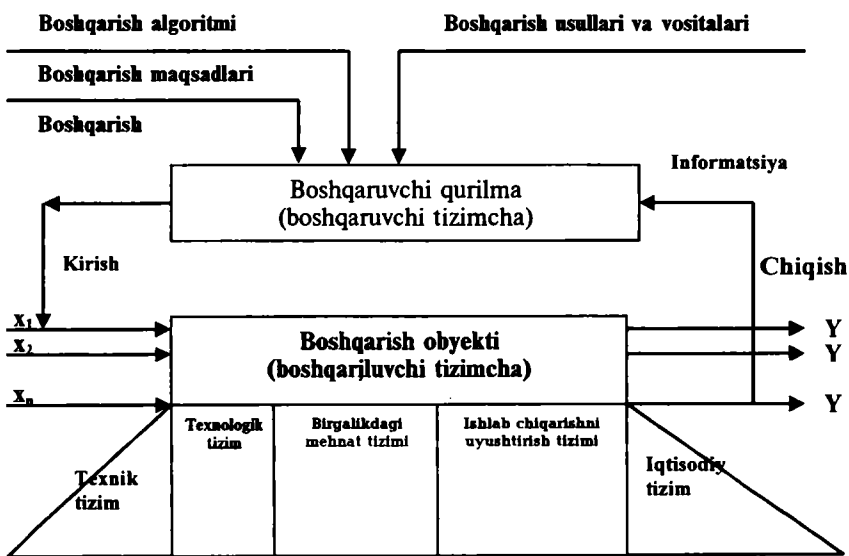 Boshqarish algoritmi
Boshqarish usullari va vositalari
Boshqarish maqsadlari
Boshqarish
Informatsiya
Boshqaruvchi qurilma
(boshqaruvchi tizimcha)
Kirish
Chiqish
x₁
x₂
xₙ
Boshqarish obyekti
(boshqariluvchi tizimcha)
Y
Y
Y
Texnologik
tizim
Birgalikdagi
mehnat tizimi
Ishlab chiqarishni
uyushtirish tizimi
Texnik
tizim
Iqtisodiy
tizim